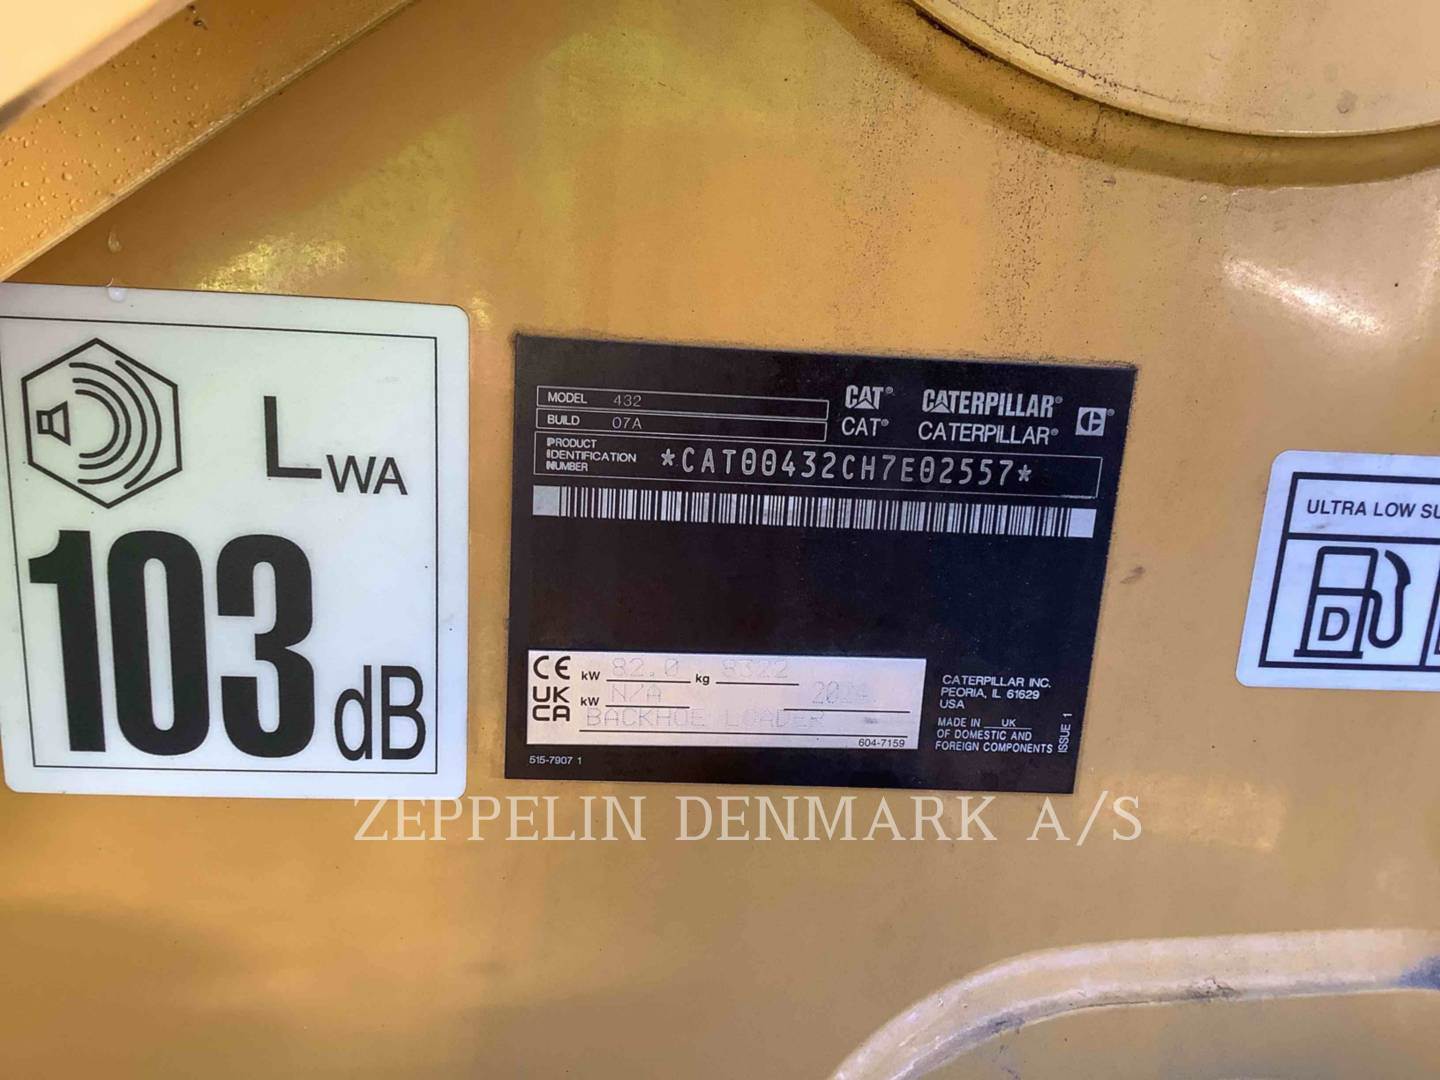 LWA
103 dB
MODEL 432
BUILD 07A
CAT® CATERPILLAR®
CAT® CATERPILLAR®
PRODUCT
IDENTIFICATION
NUMBER
*CAT00432CH7E02557*
CE kW 82.0 kg 8322
UK
CA kW N/A
BACKHOE LOADER
604-7159
515-7907 1
CATERPILLAR INC.
PEORIA, IL 61629
USA
MADE IN UK
OF DOMESTIC AND
FOREIGN COMPONENTS
ISSUE 1
ULTRA LOW
D
ZEPPELIN DENMARK A/S